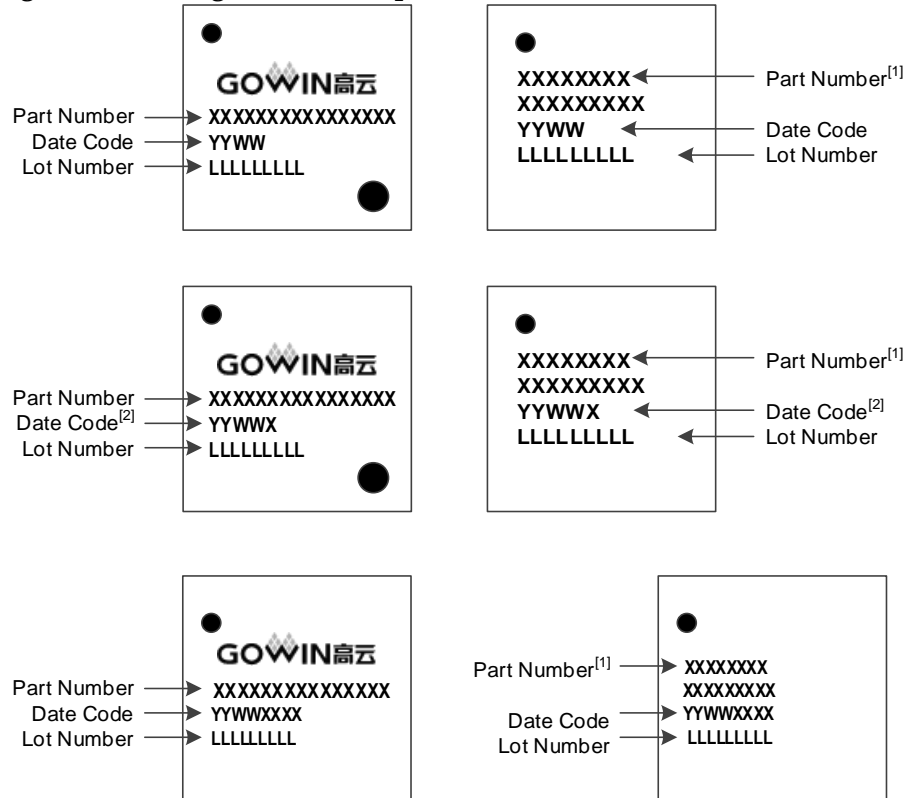 GOWIN高云
Part Number XXXXXXXXXXXXXXXX
Date Code YYWW
Lot Number LLLLLLLLL
XXXXXXXX Part Number[1]
XXXXXXXXX
YYWW Date Code
LLLLLLLLL Lot Number
GOWIN高云
Part Number XXXXXXXXXXXXXXXX
Date Code[2] YYWWX
Lot Number LLLLLLLLL
XXXXXXXX Part Number[1]
XXXXXXXXX
YYWWX Date Code[2]
LLLLLLLLL Lot Number
GOWIN高云
Part Number XXXXXXXXXXXXXXX
Date Code YYWWXXXX
Lot Number LLLLLLLLL
Part Number[1] XXXXXXXX
XXXXXXXXX
Date Code YYWWXXXX
Lot Number LLLLLLLLL